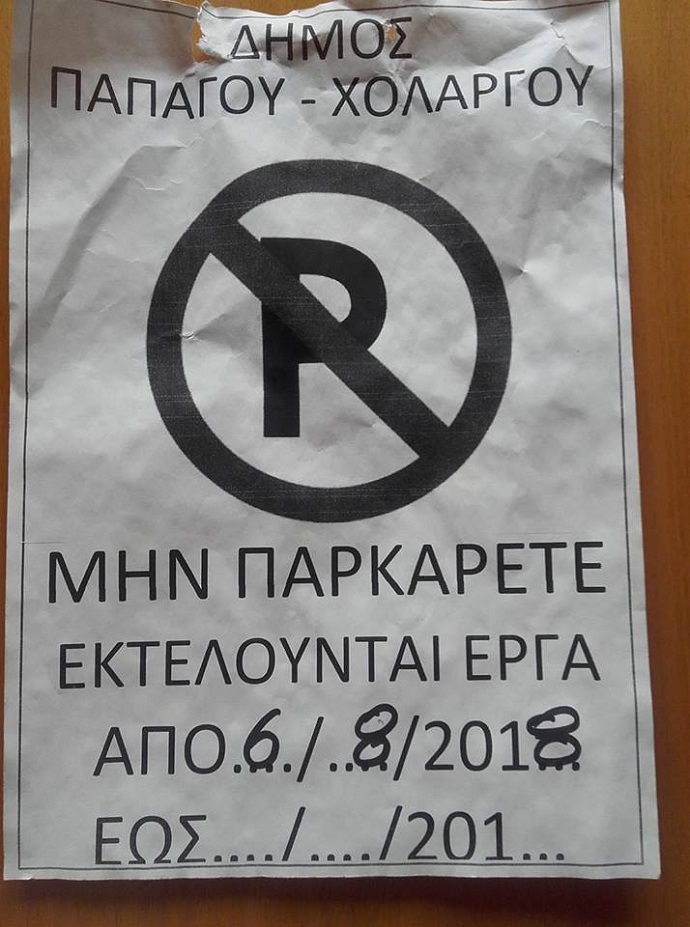 ΔΗΜΟΣ
ΠΑΠΑΓΟΥ - ΧΟΛΑΡΓΟΥ
P
ΜΗΝ ΠΑΡΚΑΡΕΤΕ
ΕΚΤΕΛΟΥΝΤΑΙ ΕΡΓΑ
ΑΠΟ.6./.8/2018
ΕΩΣ..../..../201...